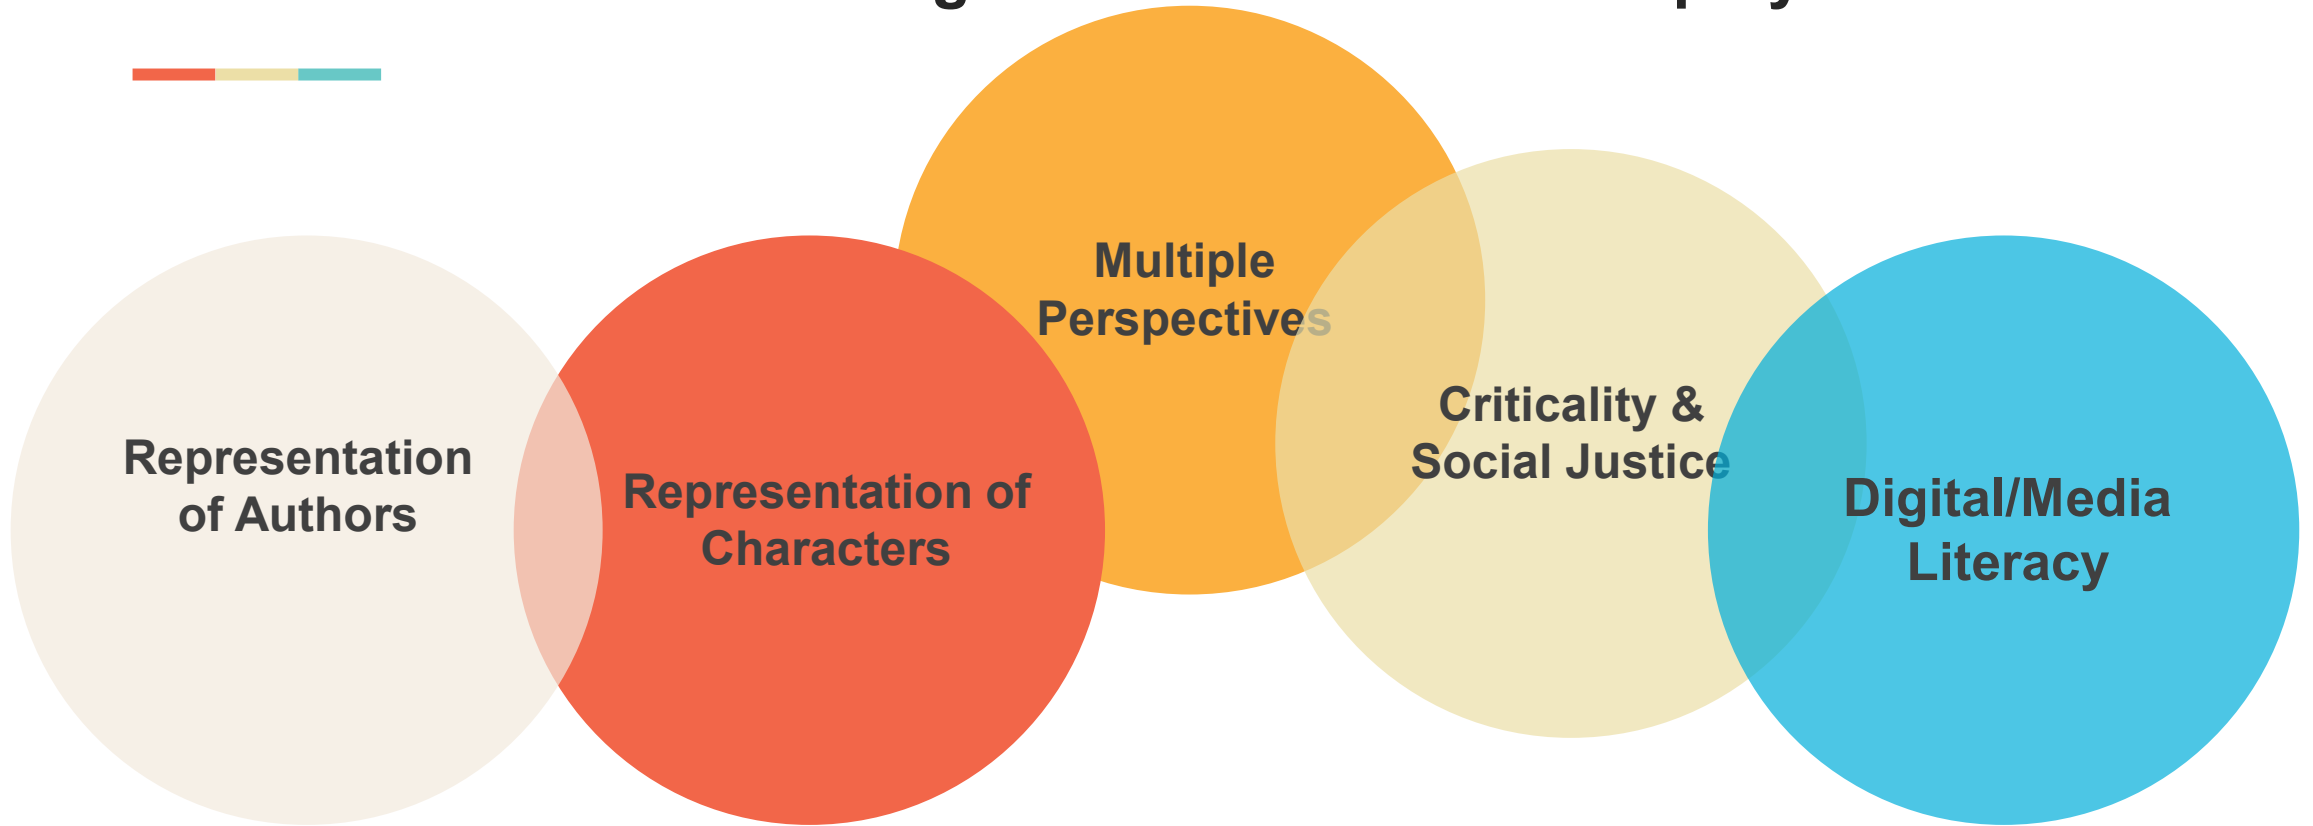 Representation
of Authors
Representation of
Characters
Multiple
Perspectives
Criticality &
Social Justice
Digital/Media
Literacy